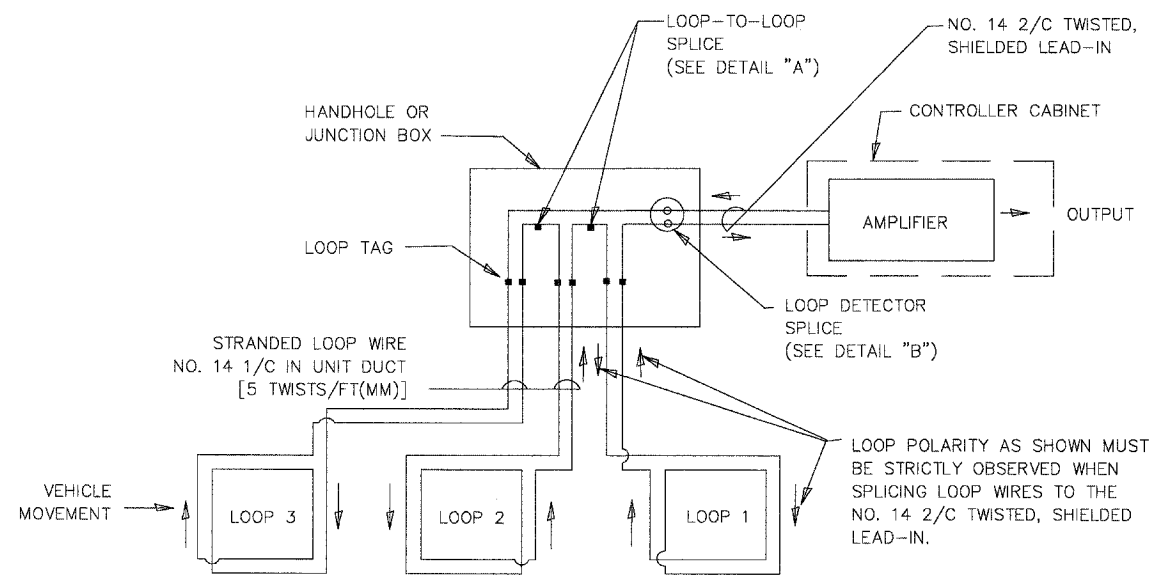 LOOP-TO-LOOP
SPLICE
(SEE DETAIL "A")
NO. 14 2/C TWISTED,
SHIELDED LEAD-IN
HANDHOLE OR
JUNCTION BOX
CONTROLLER CABINET
AMPLIFIER
OUTPUT
LOOP TAG
LOOP DETECTOR
SPLICE
(SEE DETAIL "B")
STRANDED LOOP WIRE
NO. 14 1/C IN UNIT DUCT
[5 TWISTS/FT(MM)]
LOOP POLARITY AS SHOWN MUST
BE STRICTLY OBSERVED WHEN
SPLICING LOOP WIRES TO THE
NO. 14 2/C TWISTED, SHIELDED
LEAD-IN.
VEHICLE
MOVEMENT
LOOP 3
LOOP 2
LOOP 1